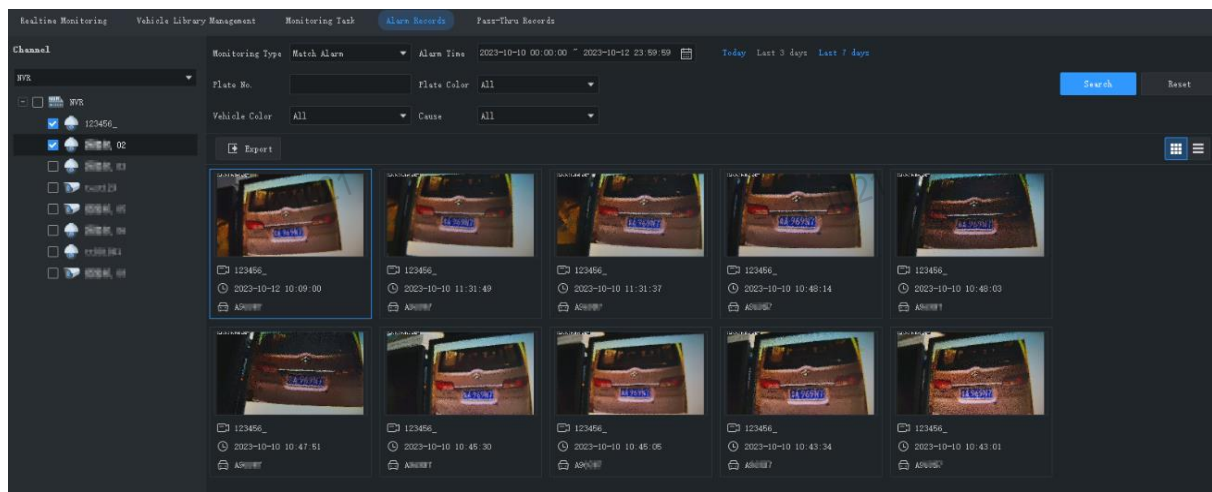 Realtime Monitoring Vehicle Library Management Monitoring Task Alarm Records Pass-Thru Records
Channel
Monitoring Type Match Alarm Alarm Time 2023-10-10 00:00:00 ~ 2023-10-12 23:59:59 Today Last 3 days Last 7 days
NVR
Plate No. Plate Color All Search Reset
NVR
Vehicle Color All Cause All
123456_
02
Export
03
05
123456_ 123456_ 123456_ 123456_ 123456_
2023-10-12 10:09:00 2023-10-10 11:31:49 2023-10-10 11:31:37 2023-10-10 10:48:14 2023-10-10 10:48:03
123456_ 123456_ 123456_ 123456_ 123456_
2023-10-10 10:47:51 2023-10-10 10:45:30 2023-10-10 10:45:05 2023-10-10 10:43:34 2023-10-10 10:43:01